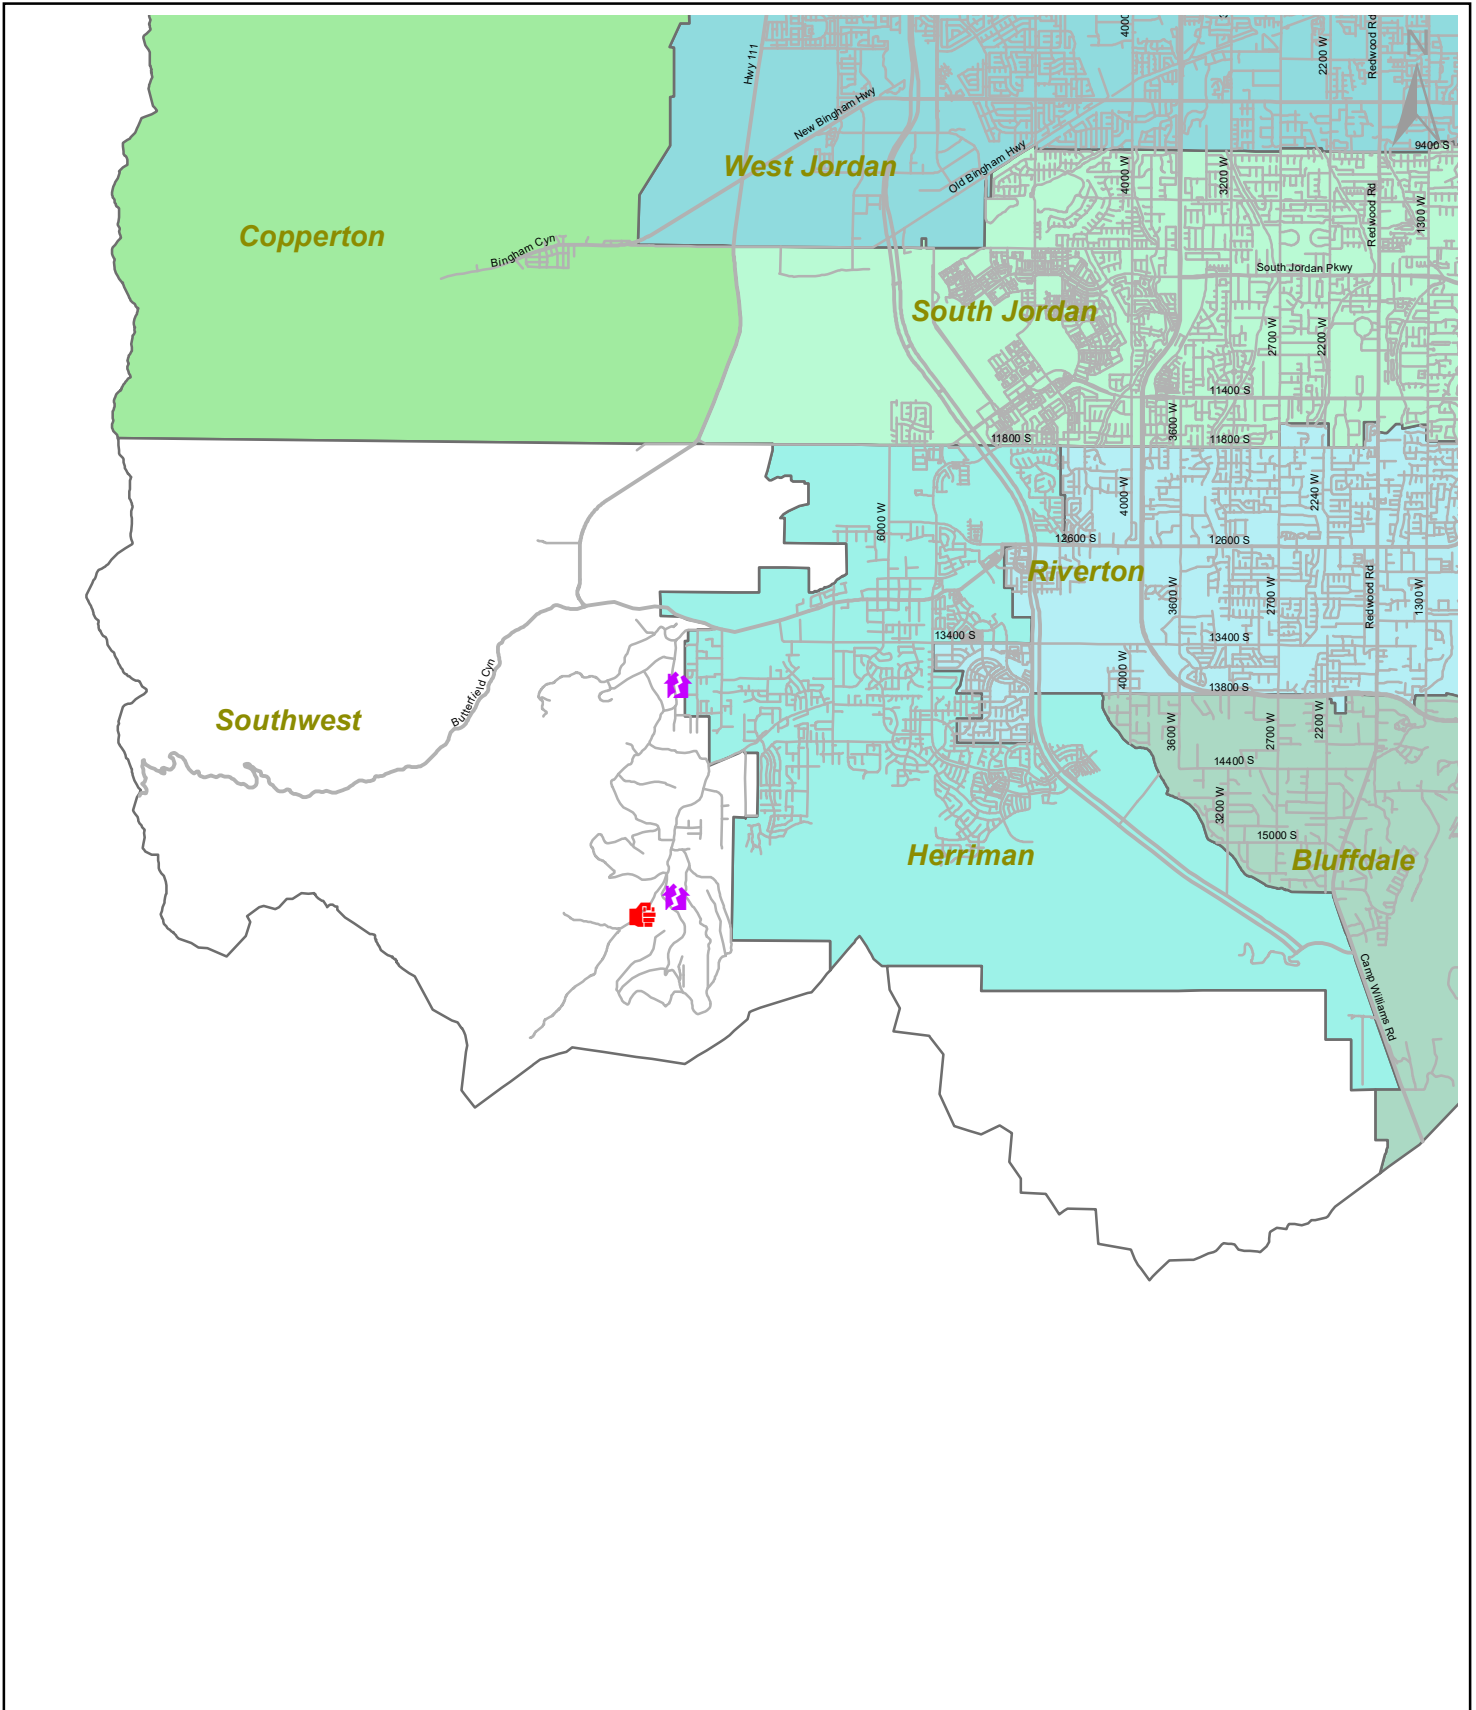 4000
2200 W
Redwood Rd
N
Hwy 111
New Bingham Hwy
9400 S
Old Bingham Hwy
West Jordan
4000 W
3200 W
Redwood Rd
1300 W
Copperton
Bingham Cyn
South Jordan Pkwy
South Jordan
2700 W
2200 W
11400 S
3600 W
11800 S
11800 S
6000 W
4000 W
2240 W
12600 S
12600 S
Riverton
3600 W
2700 W
Redwood Rd
1300 W
13400 S
13400 S
4000 W
13800 S
Butterfield Cyn
Southwest
3600 W
2700 W
2200 W
14400 S
3200 W
15000 S
Herriman
Bluffdale
Camp Williams Rd